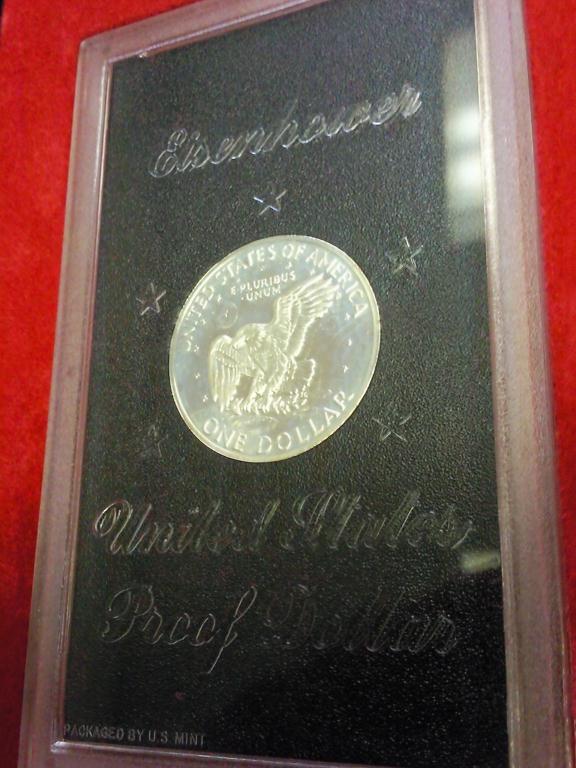 Eisenhower
UNITED STATES OF AMERICA
E PLURIBUS
UNUM
ONE DOLLAR
United States
Proof Dollar
PACKAGED BY U.S. MINT